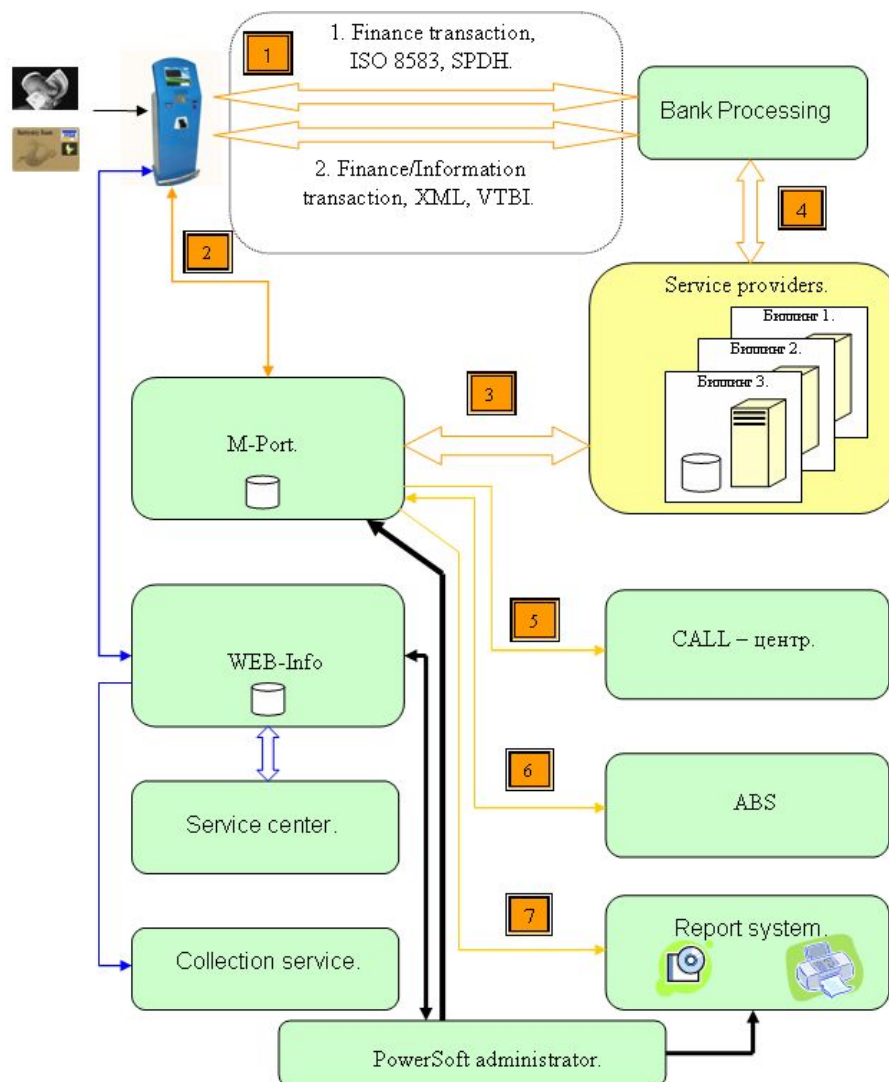 1
1. Finance transaction,
ISO 8583, SPDH.
Bank Processing
2. Finance/Information
transaction, XML, VTBI.
2
4
Service providers.
Биллинг 1.
Биллинг 2.
Биллинг 3.
3
M-Port.
5
CALL – центр.
WEB-Info
6
ABS
Service center.
7
Report system.
Collection service.
PowerSoft administrator.